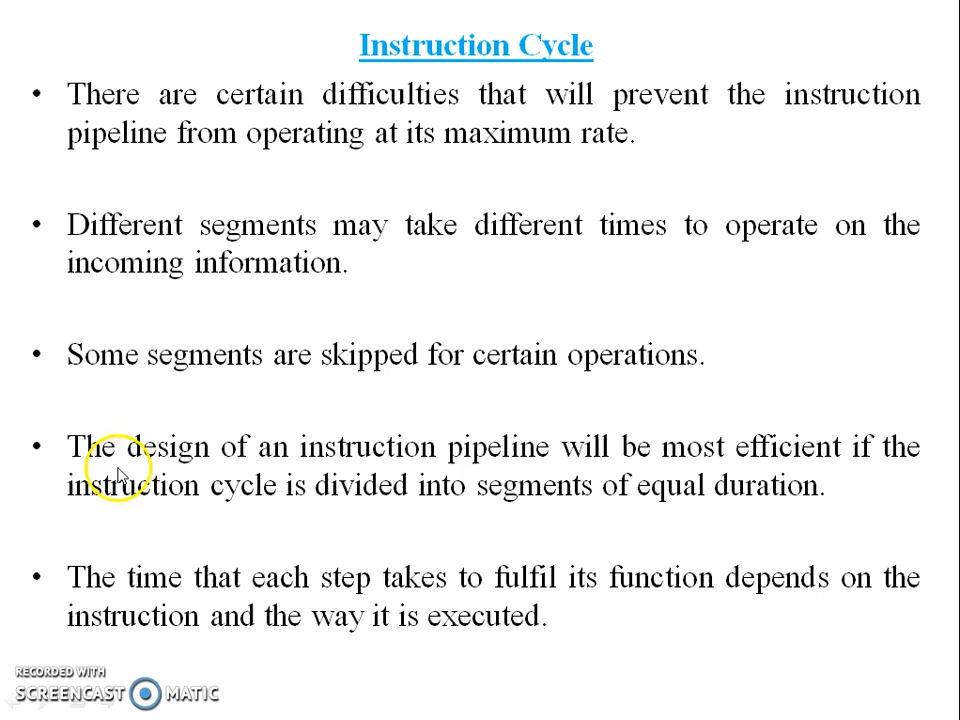 Instruction Cycle
• There are certain difficulties that will prevent the instruction
pipeline from operating at its maximum rate.
• Different segments may take different times to operate on the
incoming information.
• Some segments are skipped for certain operations.
• The design of an instruction pipeline will be most efficient if the
instruction cycle is divided into segments of equal duration.
• The time that each step takes to fulfil its function depends on the
instruction and the way it is executed.
RECORDED WITH
SCREENCAST MATIC